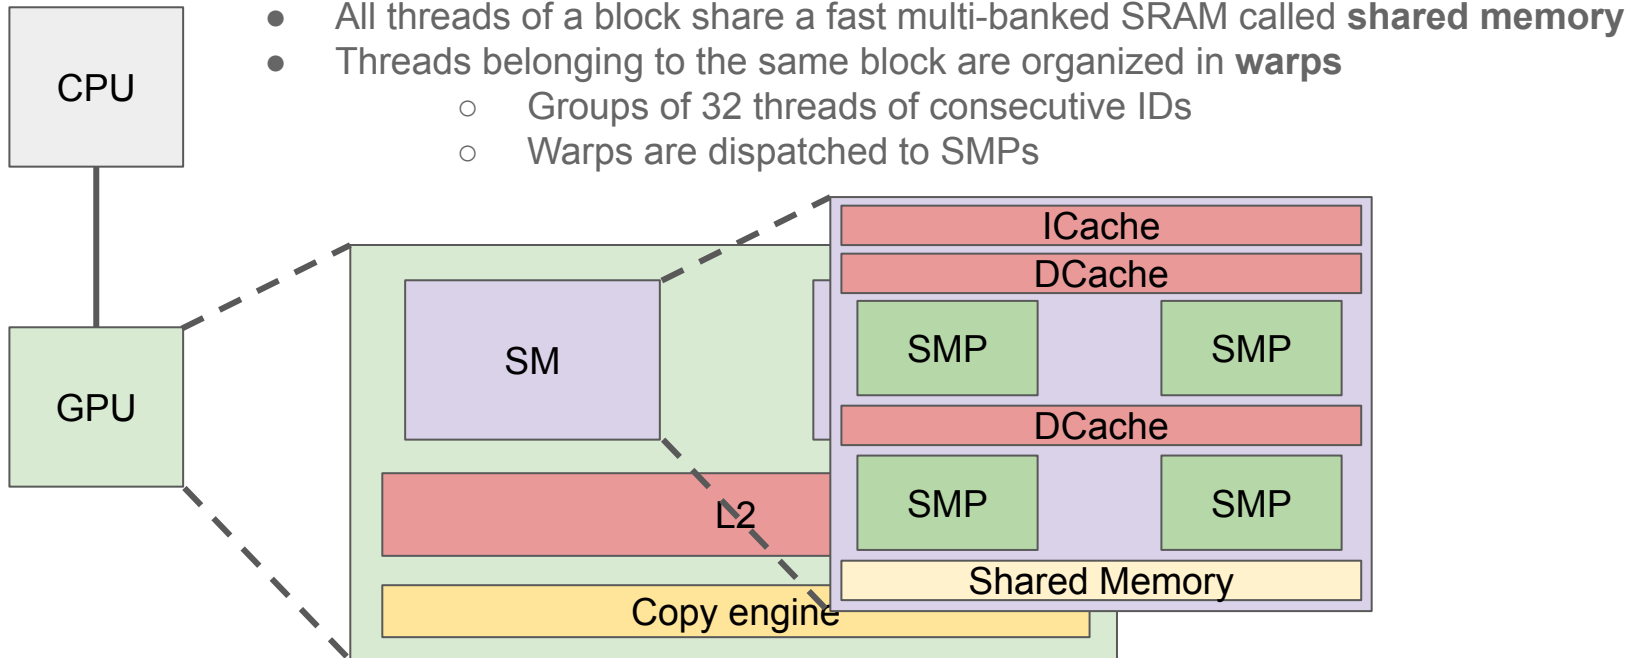 ● All threads of a block share a fast multi-banked SRAM called shared memory
● Threads belonging to the same block are organized in warps
○ Groups of 32 threads of consecutive IDs
○ Warps are dispatched to SMPs
CPU
GPU
SM
L2
Copy engine
ICache
DCache
SMP SMP
DCache
SMP SMP
Shared Memory